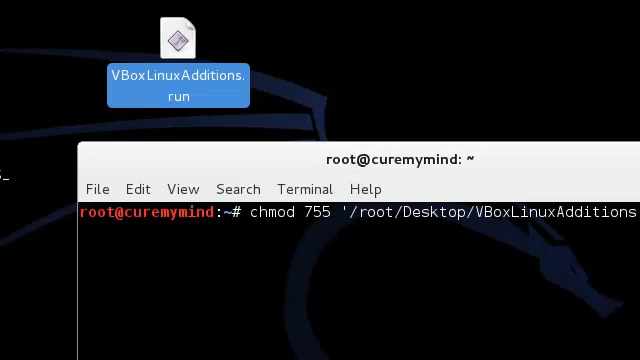 VBoxLinuxAdditions.
run
root@curemymind: ~
File Edit View Search Terminal Help
root@curemymind:~# chmod 755 '/root/Desktop/VBoxLinuxAdditions